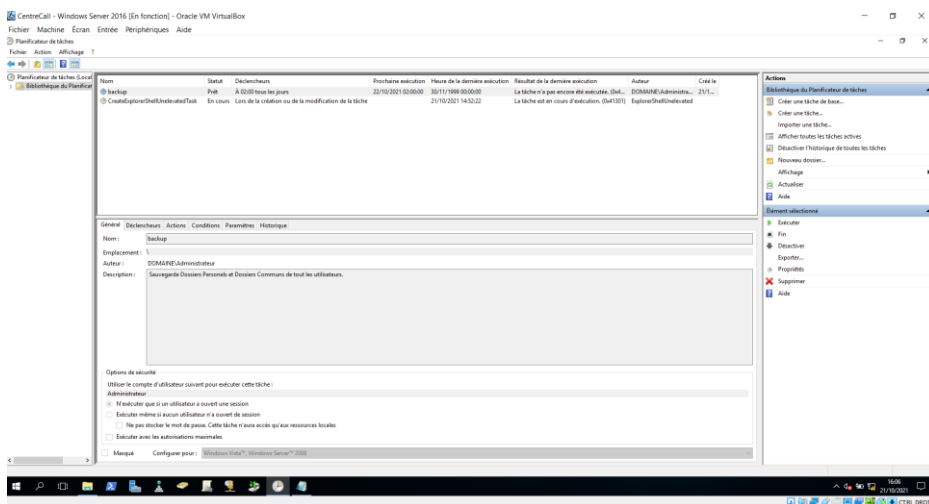 CentreCall - Windows Server 2016 [En fonction] - Oracle VM VirtualBox
Fichier Machine Écran Entrée Périphériques Aide
Planificateur de tâches
Fichier Action Affichage ?
Planificateur de tâches (Local
Bibliothèque du Planificat
Nom Statut Déclencheurs Prochaine exécution Heure de la dernière exécution Résultat de la dernière exécution Auteur Créé le
backup Prêt À 02:00 tous les jours 22/10/2021 02:00:00 30/11/1999 00:00:00 La tâche n'a pas encore été exécutée. (0x4... DOMAINE\Administra... 21/1...
CreateExplorerShellUnelevatedTask En cours Lors de la création ou de la modification de la tâche 21/10/2021 14:52:22 La tâche est en cours d'exécution. (0x41301) ExplorerShellUnelevated
Général Déclencheurs Actions Conditions Paramètres Historique
Nom : backup
Emplacement : \
Auteur : DOMAINE\Administrateur
Description : Sauvegarde Dossiers Personels et Dossiers Communs de tout les utilisateurs.
Options de sécurité
Utiliser le compte d'utilisateur suivant pour exécuter cette tâche :
Administrateur
N'exécuter que si un utilisateur a ouvert une session
Exécuter même si aucun utilisateur n'a ouvert de session
Ne pas stocker le mot de passe. Cette tâche n'aura accès qu'aux ressources locales
Exécuter avec les autorisations maximales
Masqué Configurer pour : Windows Vista™, Windows Server™ 2008
Actions
Bibliothèque du Planificateur de tâches
Créer une tâche de base...
Créer une tâche...
Importer une tâche...
Afficher toutes les tâches actives
Désactiver l'historique de toutes les tâches
Nouveau dossier...
Affichage
Actualiser
Aide
Élément sélectionné
Exécuter
Fin
Désactiver
Exporter...
Propriétés
Supprimer
Aide
16:06
21/10/2021
CTRL DROITE